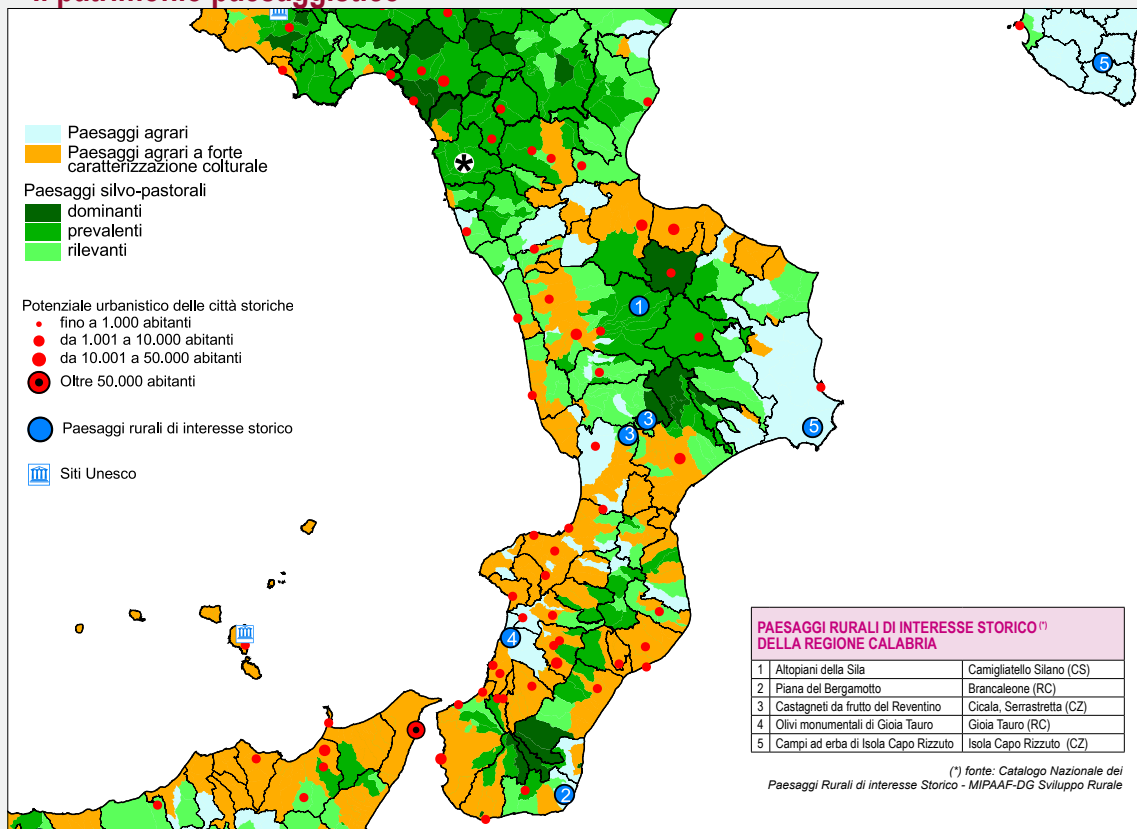 Il patrimonio paesaggistico
Paesaggi agrari
Paesaggi agrari a forte
caratterizzazione colturale
Paesaggi silvo-pastorali
dominanti
prevalenti
rilevanti
Potenziale urbanistico delle città storiche
fino a 1.000 abitanti
da 1.001 a 10.000 abitanti
da 10.001 a 50.000 abitanti
Oltre 50.000 abitanti
Paesaggi rurali di interesse storico
Siti Unesco
5
*
1
3
3
5
4
2
PAESAGGI RURALI DI INTERESSE STORICO (*)
DELLA REGIONE CALABRIA
1 Altopiani della Sila Camigliatello Silano (CS)
2 Piana del Bergamotto Brancaleone (RC)
3 Castagneti da frutto del Reventino Cicala, Serrastretta (CZ)
4 Olivi monumentali di Gioia Tauro Gioia Tauro (RC)
5 Campi ad erba di Isola Capo Rizzuto Isola Capo Rizzuto (CZ)
(*) fonte: Catalogo Nazionale dei
Paesaggi Rurali di interesse Storico - MIPAAF-DG Sviluppo Rurale